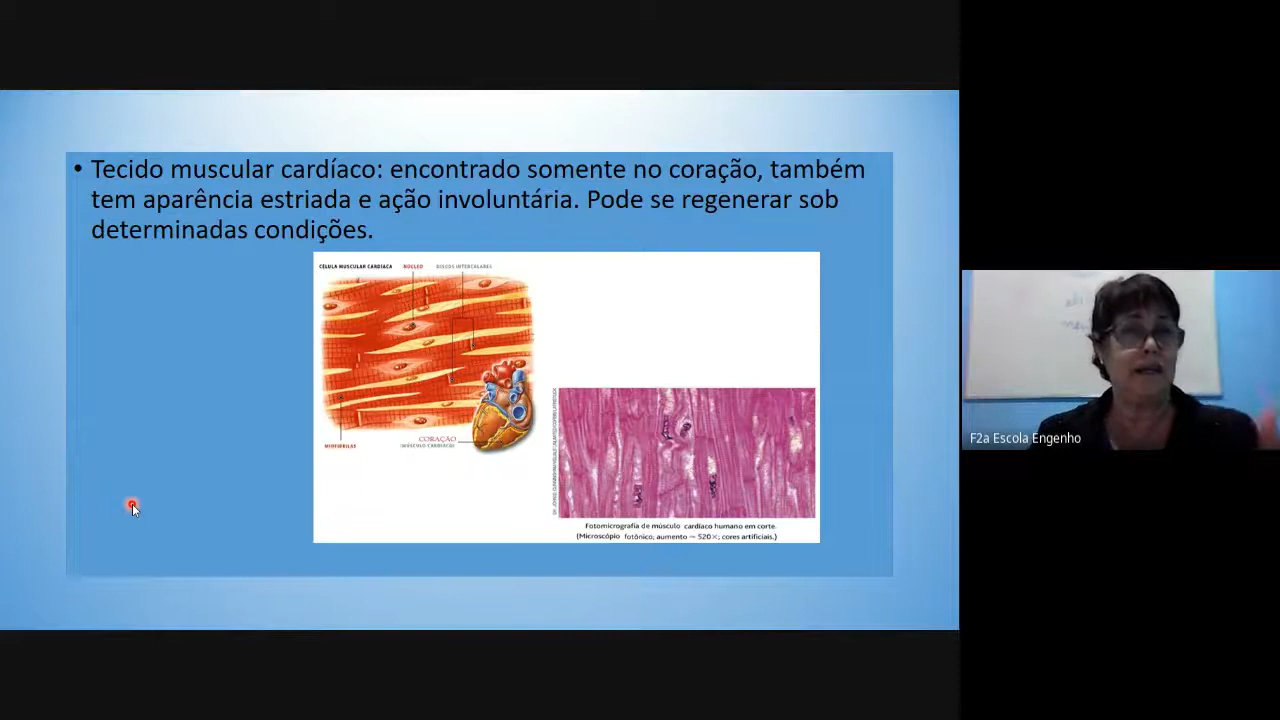 • Tecido muscular cardíaco: encontrado somente no coração, também
tem aparência estriada e ação involuntária. Pode se regenerar sob
determinadas condições.
CÉLULA MUSCULAR CARDÍACA NÚCLEO DISCOS INTERCALARES
MIOFIBRILAS
CORAÇÃO
(MÚSCULO CARDÍACO)
Fotomicrografia de músculo cardíaco humano em corte.
(Microscópio fotônico; aumento ~ 520×; cores artificiais.)
F2a Escola Engenho